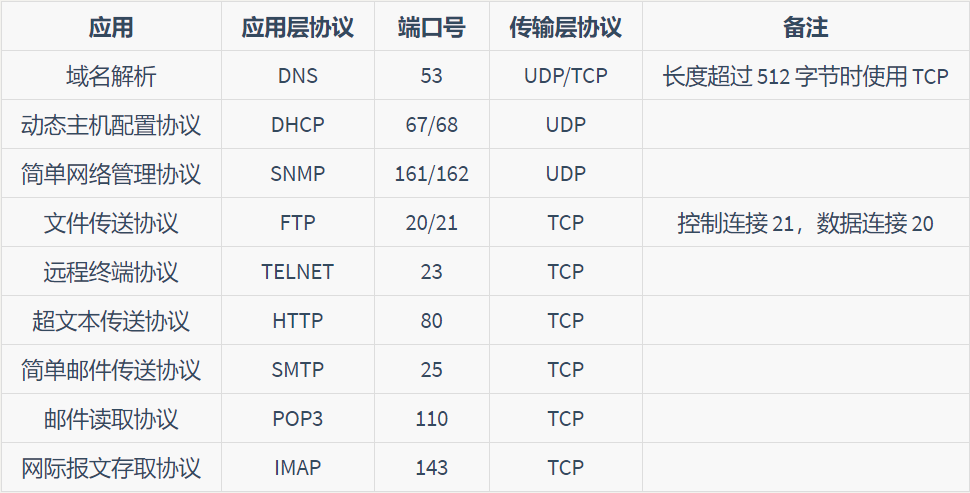 应用 应用层协议 端口号 传输层协议 备注
域名解析 DNS 53 UDP/TCP 长度超过 512 字节时使用 TCP
动态主机配置协议 DHCP 67/68 UDP
简单网络管理协议 SNMP 161/162 UDP
文件传送协议 FTP 20/21 TCP 控制连接 21，数据连接 20
远程终端协议 TELNET 23 TCP
超文本传送协议 HTTP 80 TCP
简单邮件传送协议 SMTP 25 TCP
邮件读取协议 POP3 110 TCP
网际报文存取协议 IMAP 143 TCP